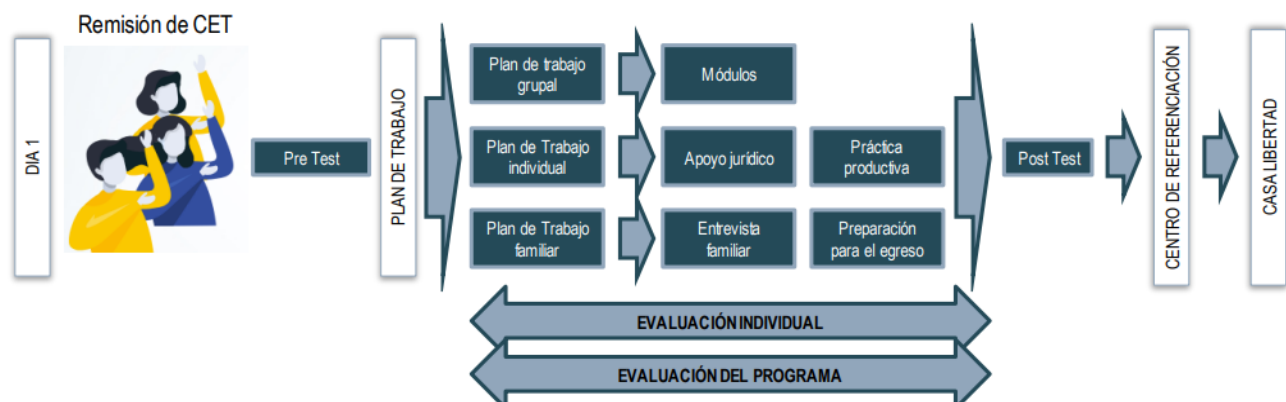 Remisión de CET
DIA 1
Pre Test
PLAN DE TRABAJO
Plan de trabajo
grupal
Módulos
Plan de Trabajo
individual
Apoyo jurídico
Práctica
productiva
Plan de Trabajo
familiar
Entrevista
familiar
Preparación
para el egreso
Post Test
CENTRO DE REFERENCIACIÓN
CASA LIBERTAD
EVALUACIÓN INDIVIDUAL
EVALUACIÓN DEL PROGRAMA